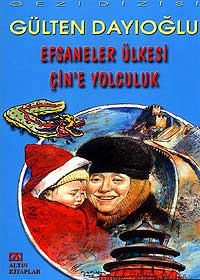 GEZİ DİZİSİ
GÜLTEN DAYIOĞLU
EFSANELER ÜLKESİ
ÇİN'E YOLCULUK
ALTIN
KİTAPLAR